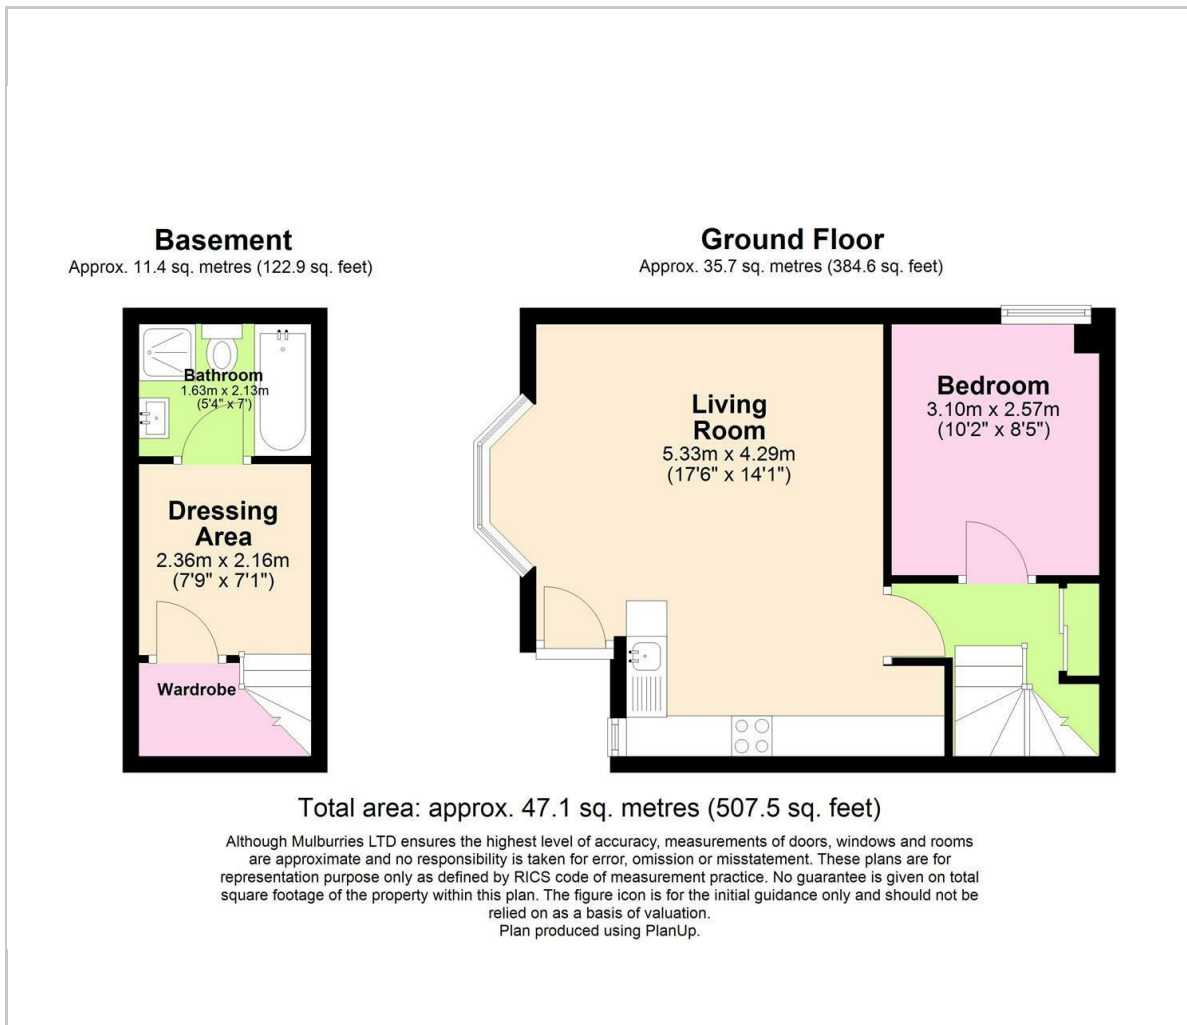 Basement
Approx. 11.4 sq. metres (122.9 sq. feet)
Bathroom
1.63m x 2.13m
(5'4" x 7')
Dressing
Area
2.36m x 2.16m
(7'9" x 7'1")
Wardrobe
Ground Floor
Approx. 35.7 sq. metres (384.6 sq. feet)
Living
Room
5.33m x 4.29m
(17'6" x 14'1")
Bedroom
3.10m x 2.57m
(10'2" x 8'5")
Total area: approx. 47.1 sq. metres (507.5 sq. feet)
Although Mulburries LTD ensures the highest level of accuracy, measurements of doors, windows and rooms
are approximate and no responsibility is taken for error, omission or misstatement. These plans are for
representation purpose only as defined by RICS code of measurement practice. No guarantee is given on total
square footage of the property within this plan. The figure icon is for the initial guidance only and should not be
relied on as a basis of valuation.
Plan produced using PlanUp.